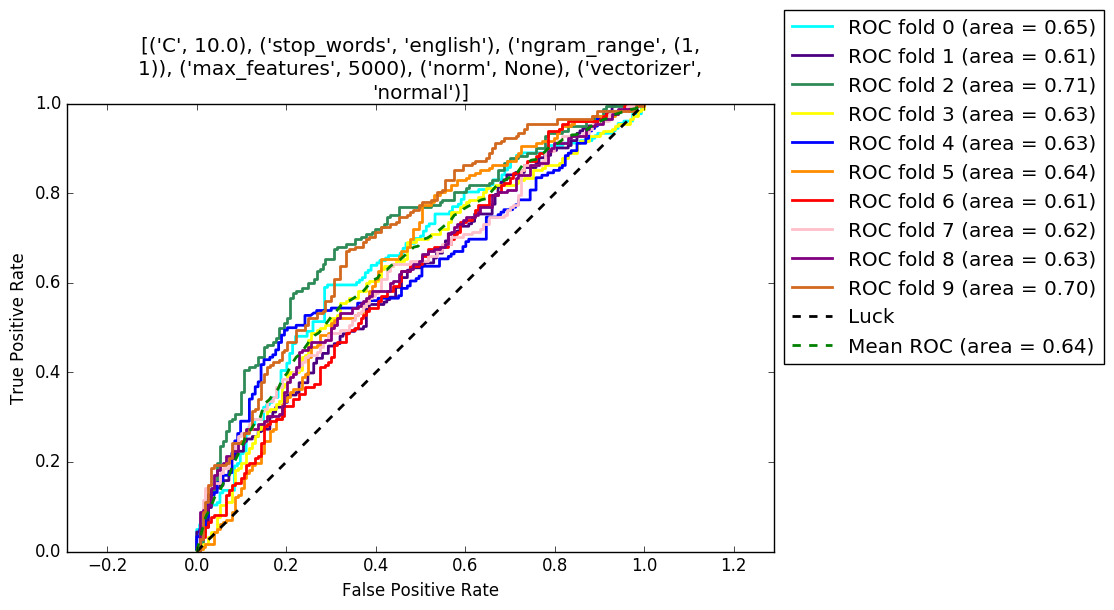 [('C', 10.0), ('stop_words', 'english'), ('ngram_range', (1,
1)), ('max_features', 5000), ('norm', None), ('vectorizer',
'normal')]
True Positive Rate
1.0
0.8
0.6
0.4
0.2
0.0
−0.2 0.0 0.2 0.4 0.6 0.8 1.0 1.2
False Positive Rate
ROC fold 0 (area = 0.65)
ROC fold 1 (area = 0.61)
ROC fold 2 (area = 0.71)
ROC fold 3 (area = 0.63)
ROC fold 4 (area = 0.63)
ROC fold 5 (area = 0.64)
ROC fold 6 (area = 0.61)
ROC fold 7 (area = 0.62)
ROC fold 8 (area = 0.63)
ROC fold 9 (area = 0.70)
Luck
Mean ROC (area = 0.64)